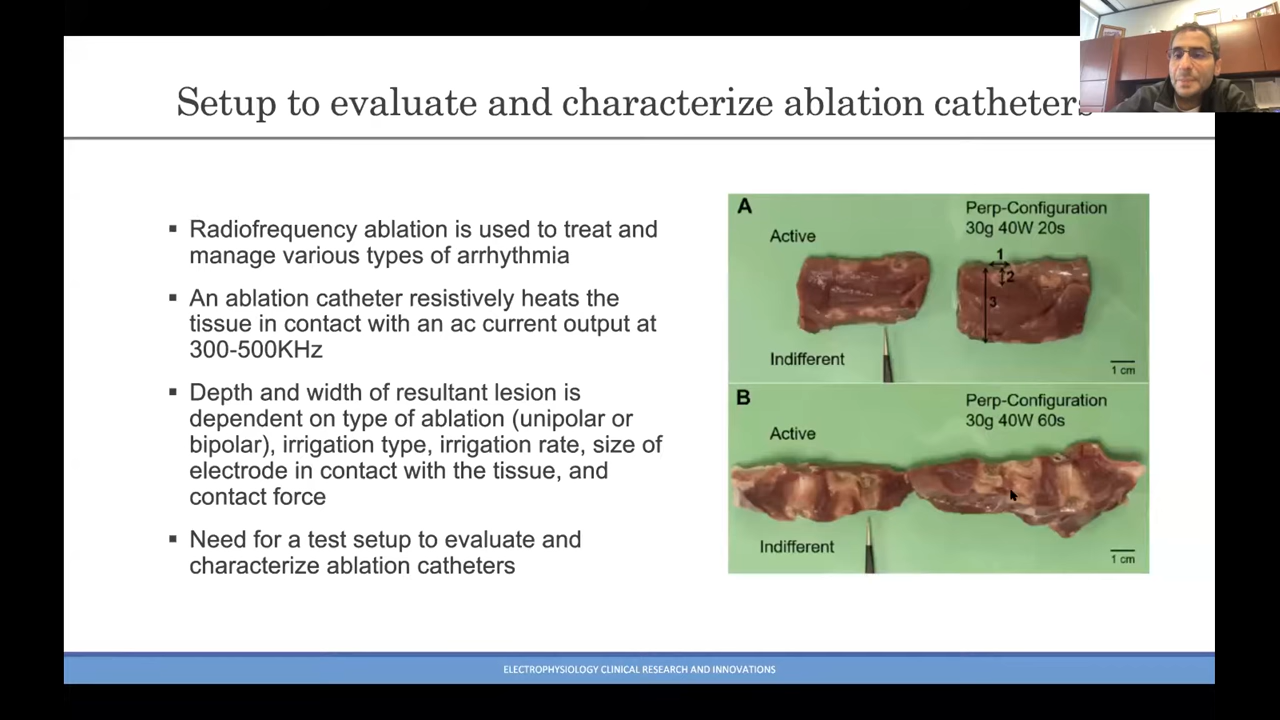 Setup to evaluate and characterize ablation catheters
▪ Radiofrequency ablation is used to treat and
manage various types of arrhythmia
▪ An ablation catheter resistively heats the
tissue in contact with an ac current output at
300-500KHz
▪ Depth and width of resultant lesion is
dependent on type of ablation (unipolar or
bipolar), irrigation type, irrigation rate, size of
electrode in contact with the tissue, and
contact force
▪ Need for a test setup to evaluate and
characterize ablation catheters
A
Perp-Configuration
30g 40W 20s
Active
1
2
3
Indifferent
1 cm
B
Perp-Configuration
30g 40W 60s
Active
Indifferent
1 cm
ELECTROPHYSIOLOGY CLINICAL RESEARCH AND INNOVATIONS